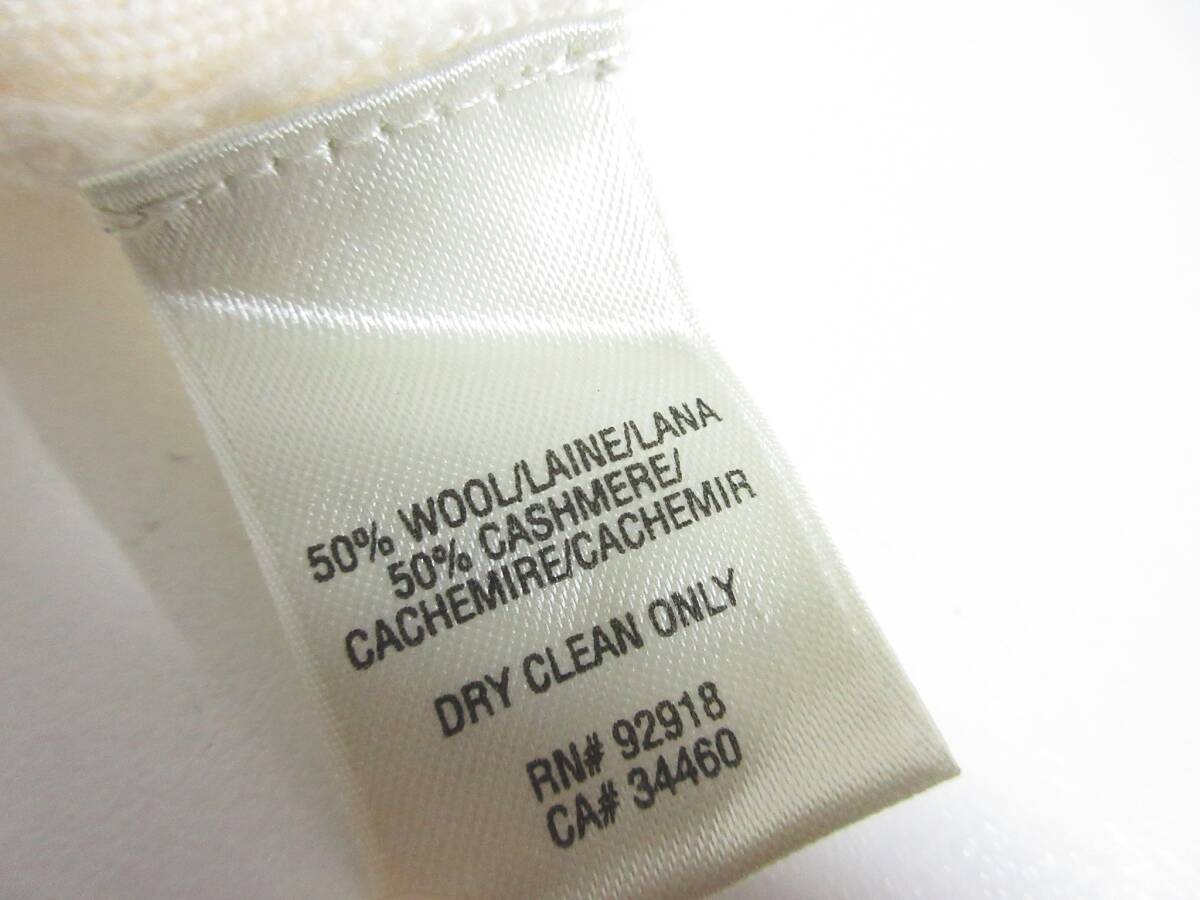 50% WOOL/LAINE/LANA
50% CASHMERE/
CACHEMIRE/CACHEMIR
DRY CLEAN ONLY
RN# 92918
CA# 34460